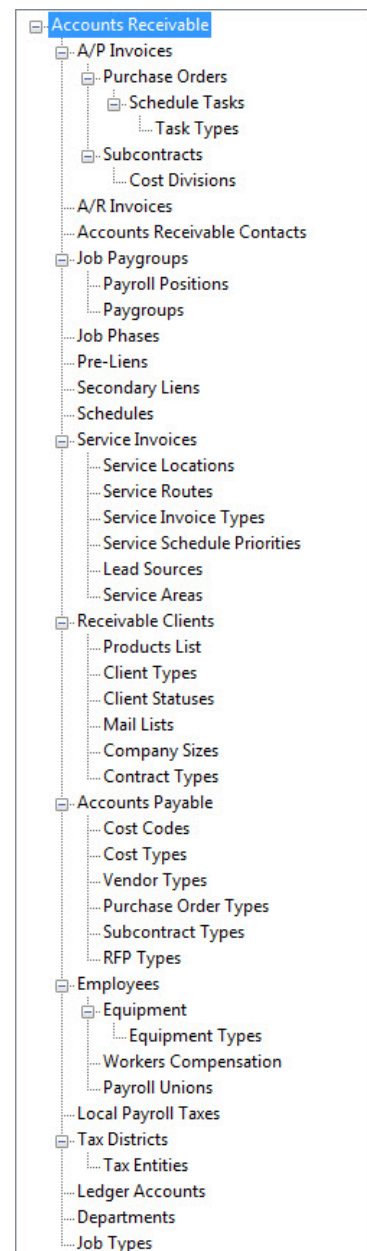 Accounts Receivable
A/P Invoices
Purchase Orders
Schedule Tasks
Task Types
Subcontracts
Cost Divisions
A/R Invoices
Accounts Receivable Contacts
Job Paygroups
Payroll Positions
Paygroups
Job Phases
Pre-Liens
Secondary Liens
Schedules
Service Invoices
Service Locations
Service Routes
Service Invoice Types
Service Schedule Priorities
Lead Sources
Service Areas
Receivable Clients
Products List
Client Types
Client Statuses
Mail Lists
Company Sizes
Contract Types
Accounts Payable
Cost Codes
Cost Types
Vendor Types
Purchase Order Types
Subcontract Types
RFP Types
Employees
Equipment
Equipment Types
Workers Compensation
Payroll Unions
Local Payroll Taxes
Tax Districts
Tax Entities
Ledger Accounts
Departments
Job Types